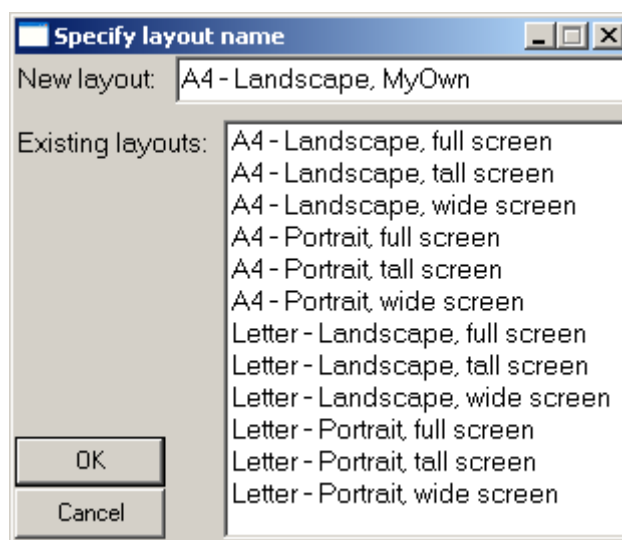 Specify layout name
New layout: A4 - Landscape, MyOwn
Existing layouts:
A4 - Landscape, full screen
A4 - Landscape, tall screen
A4 - Landscape, wide screen
A4 - Portrait, full screen
A4 - Portrait, tall screen
A4 - Portrait, wide screen
Letter - Landscape, full screen
Letter - Landscape, tall screen
Letter - Landscape, wide screen
Letter - Portrait, full screen
Letter - Portrait, tall screen
Letter - Portrait, wide screen
OK
Cancel